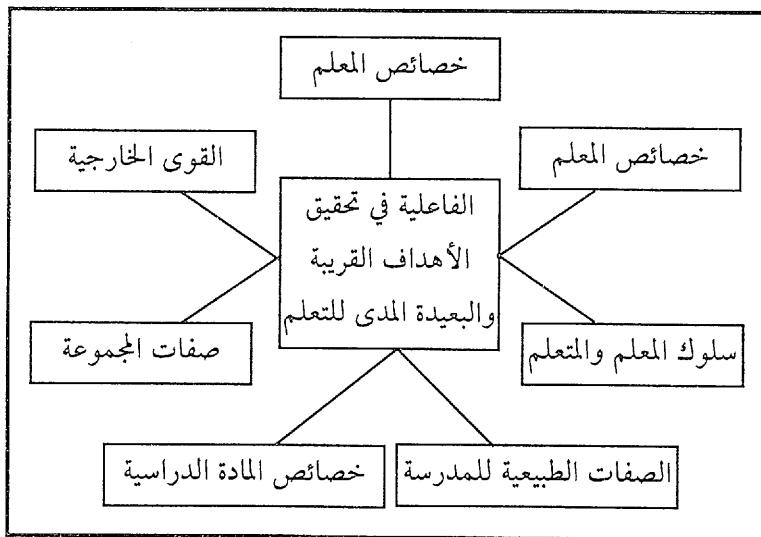 خصائص المعلم
خصائص المعلم
القوى الخارجية
الفاعلية في تحقيق
الأهداف القريبة
والبعيدة المدى للتعلم
سلوك المعلم والمتعلم
صفات المجموعة
الصفات الطبيعية للمدرسة
خصائص المادة الدراسية